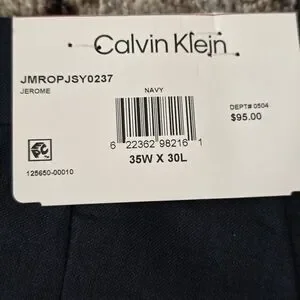 Calvin Klein
JMROPJSY0237
JEROME
NAVY
DEPT# 0504
$95.00
6 22362 98216 1
35W X 30L
125650-00010